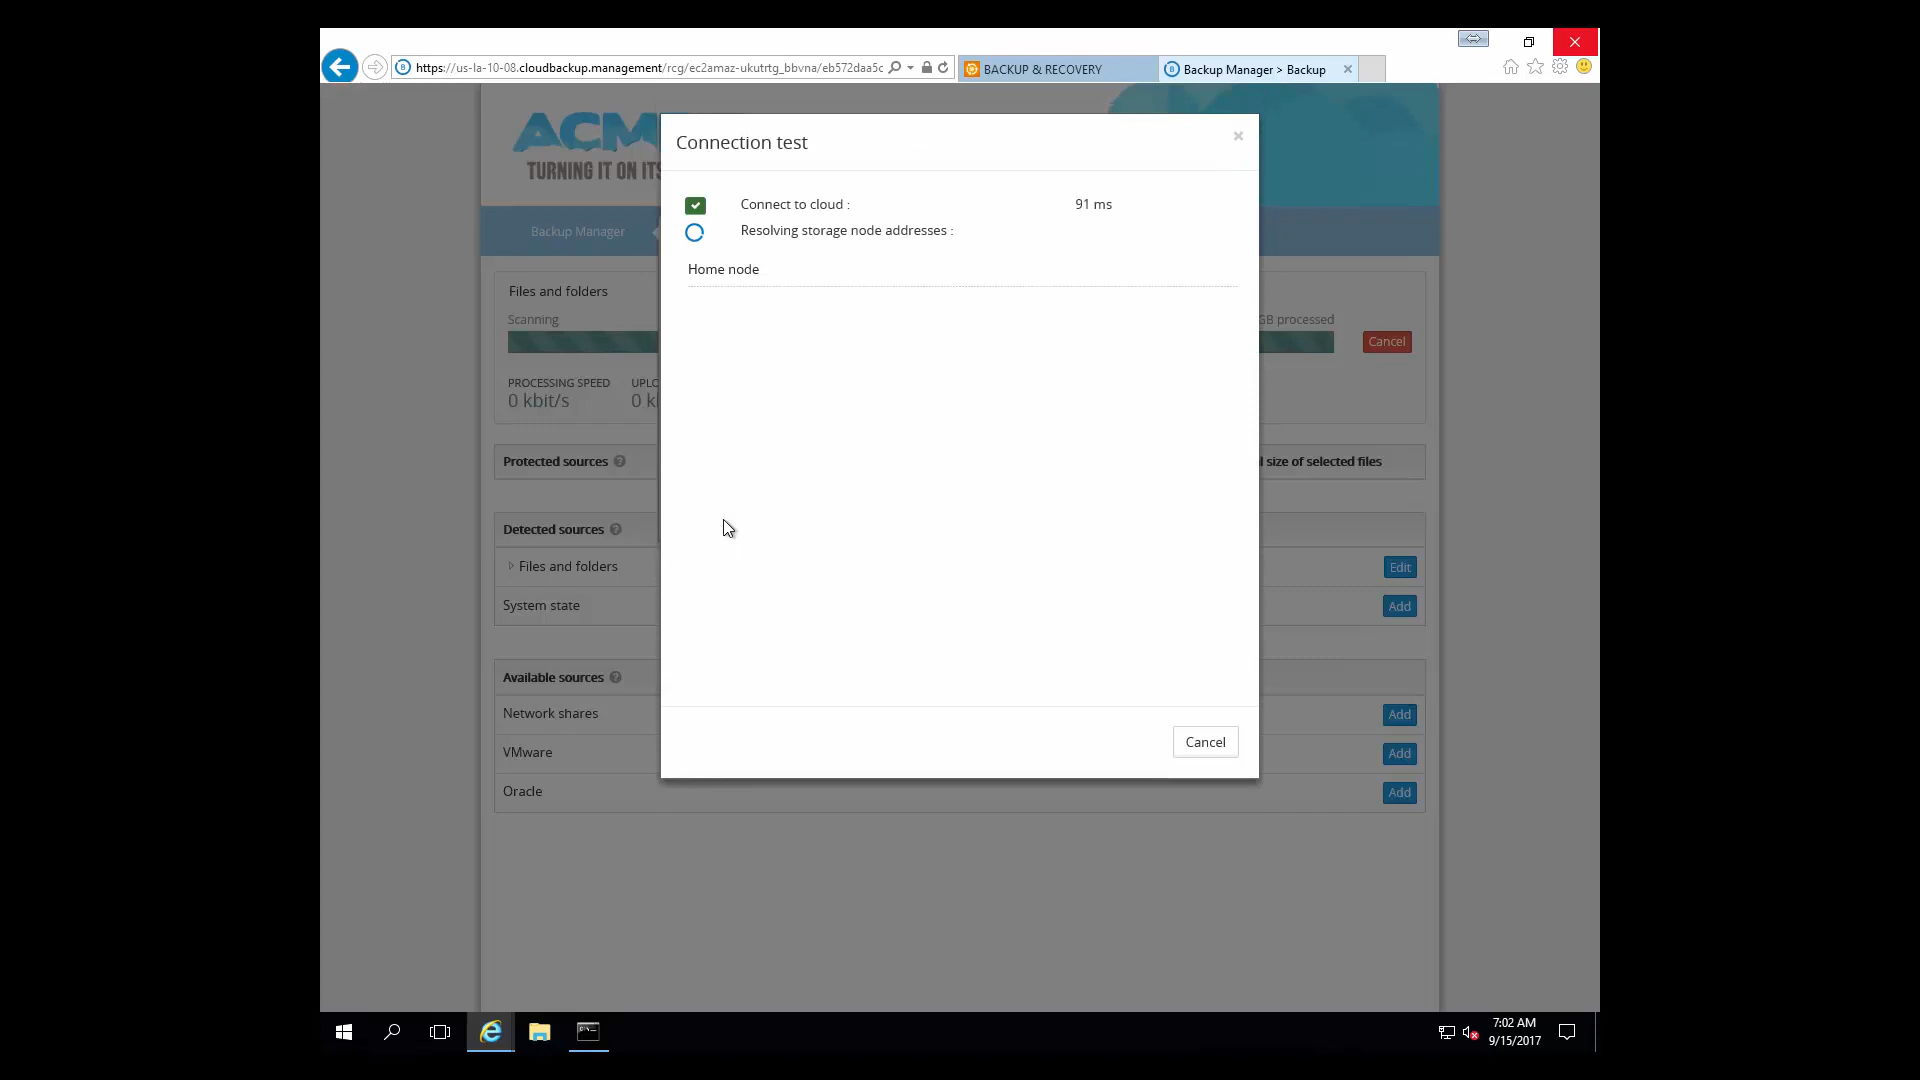 https://us-la-10-08.cloudbackup.management/rcg/ec2amaz-ukutrtg_bbvna/eb572daa5c
BACKUP & RECOVERY
Backup Manager > Backup
ACM
TURNING IT ON ITS
Connection test
Connect to cloud :
91 ms
Resolving storage node addresses :
Home node
Cancel
Backup Manager
Files and folders
Scanning
GB processed
Cancel
PROCESSING SPEED
UPLO
0 kbit/s
0 k
Protected sources
l size of selected files
Detected sources
Files and folders
Edit
System state
Add
Available sources
Network shares
Add
VMware
Add
Oracle
Add
7:02 AM
9/15/2017